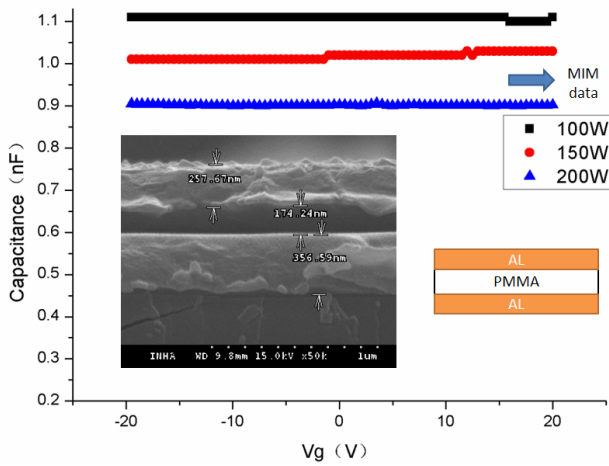 1.1
1.0
0.9
0.8
0.7
0.6
0.5
0.4
0.3
0.2
Capacitance（nF）
MIM
data
100W
150W
200W
257.67nm
174.24nm
356.59nm
INHA WD 9.8mm 15.0kV x50k 1um
AL
PMMA
AL
-20 -10 0 10 20
Vg（V）